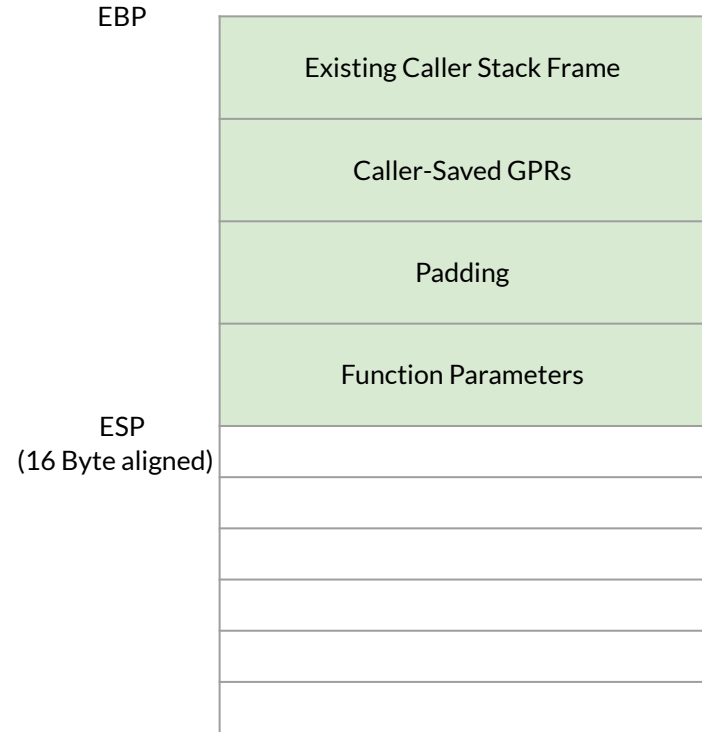 EBP
Existing Caller Stack Frame
Caller-Saved GPRs
Padding
Function Parameters
ESP
(16 Byte aligned)